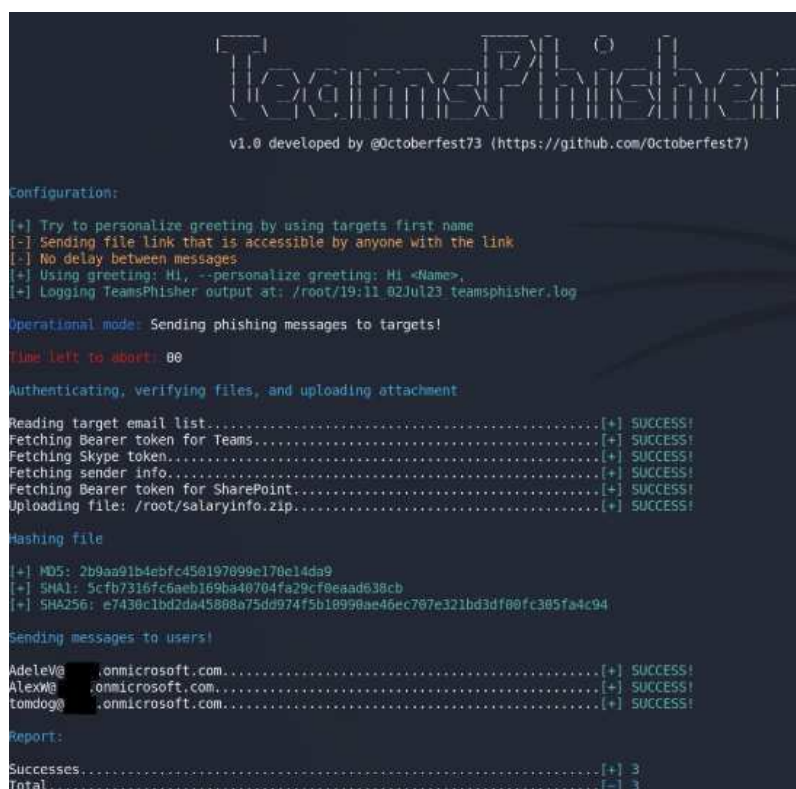 TeamsPhisher
v1.0 developed by @Octoberfest73 (https://github.com/Octoberfest7)
Configuration:
[+] Try to personalize greeting by using targets first name
[-] Sending file link that is accessible by anyone with the link
[-] No delay between messages
[+] Using greeting: Hi, --personalize greeting: Hi <Name>,
[+] Logging TeamsPhisher output at: /root/19:11_02Jul23_teamsphisher.log
Operational mode: Sending phishing messages to targets!
Time left to abort: 00
Authenticating, verifying files, and uploading attachment
Reading target email list..................................................[+] SUCCESS!
Fetching Bearer token for Teams............................................[+] SUCCESS!
Fetching Skype token.......................................................[+] SUCCESS!
Fetching sender info.......................................................[+] SUCCESS!
Fetching Bearer token for SharePoint.......................................[+] SUCCESS!
Uploading file: /root/salaryinfo.zip.......................................[+] SUCCESS!
Hashing file
[+] MD5: 2b9aa91b4ebfc450197099e170e14da9
[+] SHA1: 5cfb7316fc6aeb169ba40704fa29cf0eaad638cb
[+] SHA256: e7430c1bd2da45808a75dd974f5b10990ae46ec707e321bd3df00fc305fa4c94
Sending messages to users!
AdeleV@ .onmicrosoft.com................................................[+] SUCCESS!
AlexW@ .onmicrosoft.com.................................................[+] SUCCESS!
tomdog@ .onmicrosoft.com................................................[+] SUCCESS!
Report:
Successes..................................................................[+] 3
Total......................................................................[-] 3